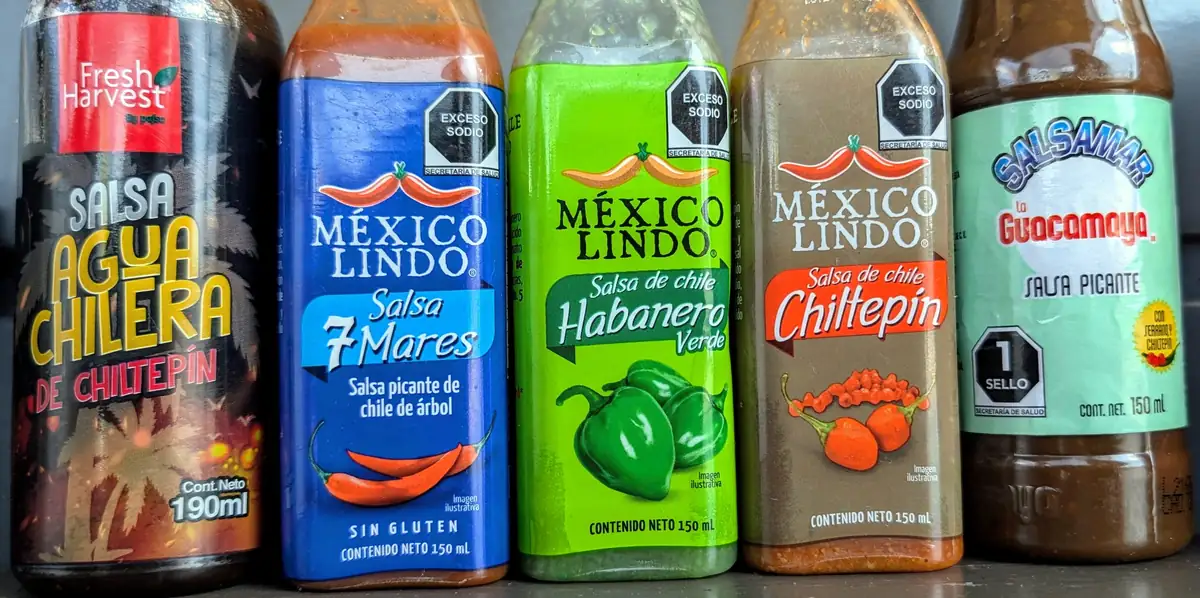 Fresh
Harvest
SALSA
AGUA
CHILERA
DE CHILTEPÍN
Cont. Neto
190ml
EXCESO
SODIO
SECRETARÍA DE SALUD
MÉXICO
LINDO®
Salsa
7 Mares
Salsa picante de
chile de árbol
Imagen
ilustrativa
SIN GLUTEN
CONTENIDO NETO 150 mL
EXCESO
SODIO
SECRETARÍA DE SALUD
MÉXICO
LINDO®
Salsa de chile
Habanero
Verde
Imagen
ilustrativa
CONTENIDO NETO 150 mL
EXCESO
SODIO
SECRETARÍA DE SALUD
MÉXICO
LINDO®
Salsa de chile
Chiltepín
Imagen
ilustrativa
CONTENIDO NETO 150 mL
SALSAMAR
La
Guacamaya
SALSA PICANTE
CON
SERRANO Y
CHILTEPÍN
1
SELLO
SECRETARÍA DE SALUD
CONT. NET. 150 ml